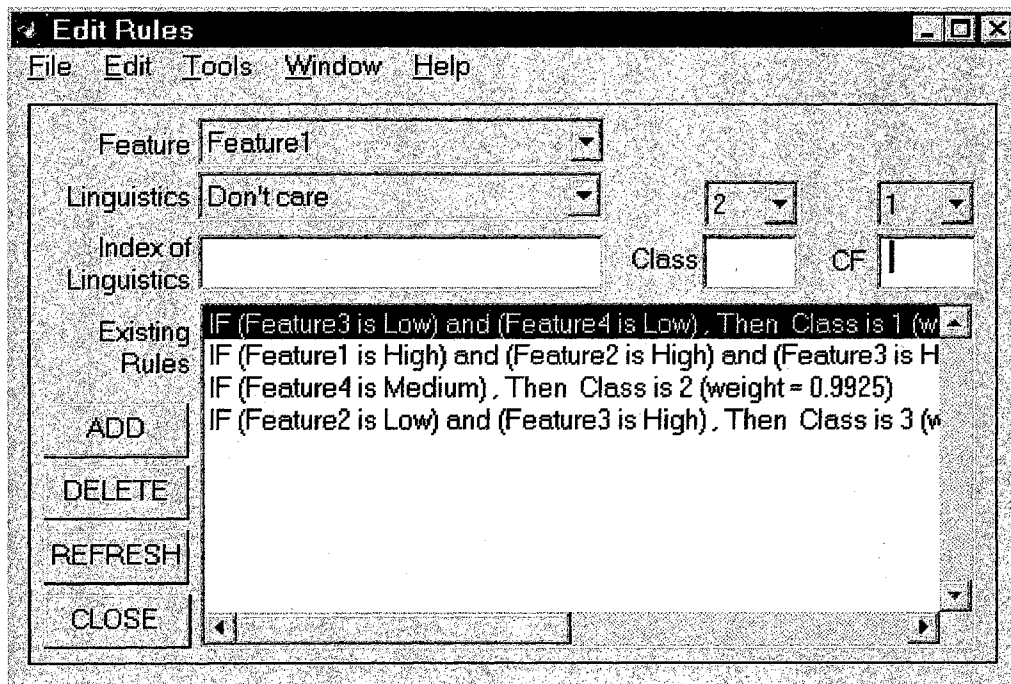 Edit Rules
File Edit Tools Window Help
Feature Feature1
Linguistics Don't care 2 1
Index of Linguistics Class CF
Existing Rules
IF (Feature3 is Low) and (Feature4 is Low) , Then Class is 1 (w
IF (Feature1 is High) and (Feature2 is High) and (Feature3 is H
IF (Feature4 is Medium) , Then Class is 2 (weight = 0.9925)
IF (Feature2 is Low) and (Feature3 is High) , Then Class is 3 (w
ADD
DELETE
REFRESH
CLOSE